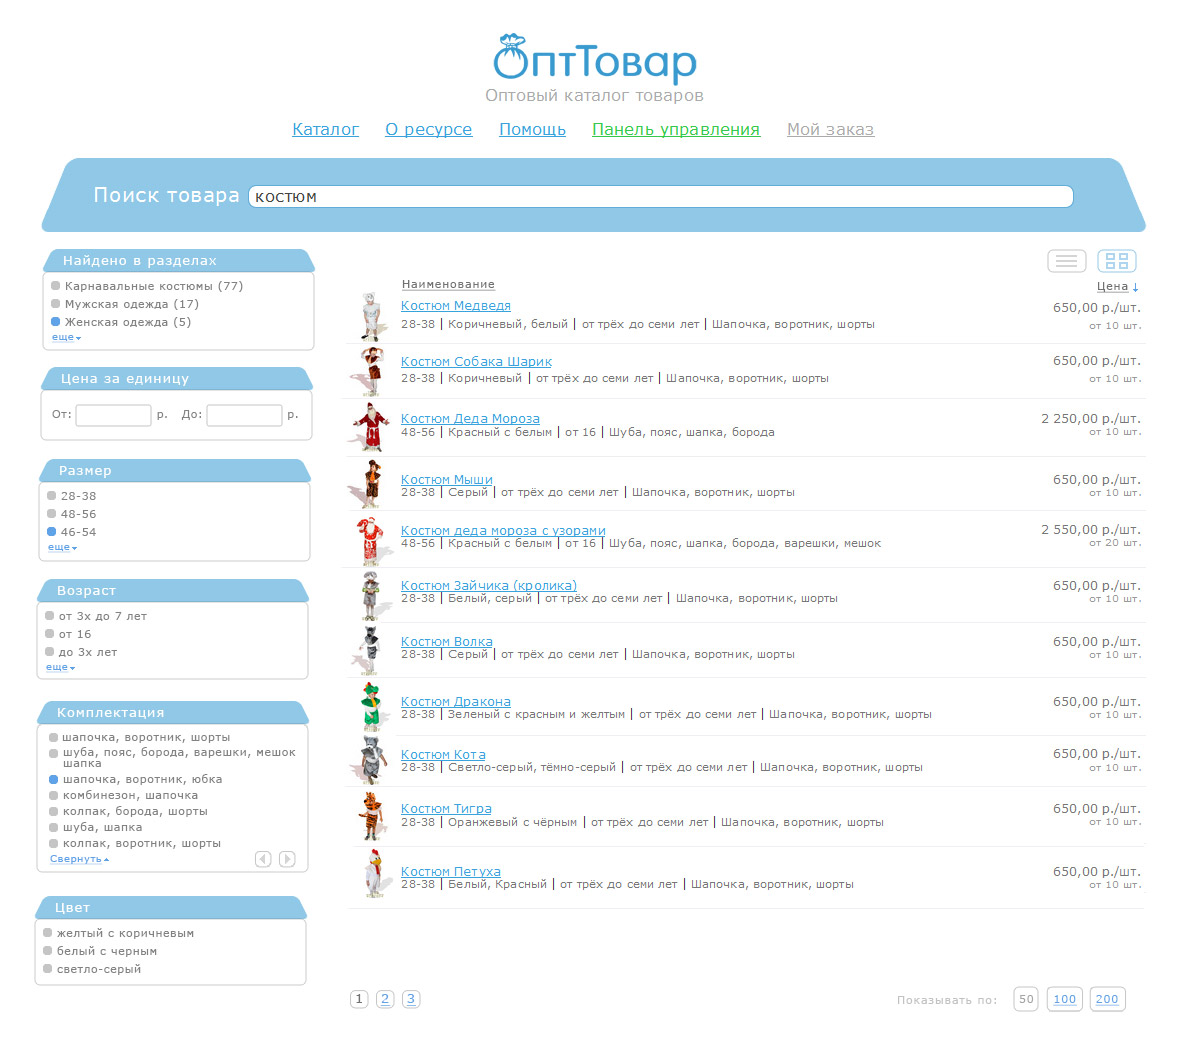 ОптТовар
Оптовый каталог товаров
Каталог О ресурсе Помощь Панель управления Мой заказ
Поиск товара костюм
Найдено в разделах
Карнавальные костюмы (77)
Мужская одежда (17)
Женская одежда (5)
еще
Цена за единицу
От: р. До: р.
Размер
28-38
48-56
46-54
еще
Возраст
от 3х до 7 лет
от 16
до 3х лет
еще
Комплектация
шапочка, воротник, шорты
шуба, пояс, борода, варешки, мешок
шапка
шапочка, воротник, юбка
комбинезон, шапочка
колпак, борода, шорты
шуба, шапка
колпак, воротник, шорты
Свернуть
Цвет
желтый с коричневым
белый с черным
светло-серый
Наименование Цена ↓
Костюм Медведя 650,00 р./шт.
28-38 | Коричневый, белый | от трёх до семи лет | Шапочка, воротник, шорты от 10 шт.
Костюм Собака Шарик 650,00 р./шт.
28-38 | Коричневый | от трёх до семи лет | Шапочка, воротник, шорты от 10 шт.
Костюм Деда Мороза 2 250,00 р./шт.
48-56 | Красный с белым | от 16 | Шуба, пояс, шапка, борода от 10 шт.
Костюм Мыши 650,00 р./шт.
28-38 | Серый | от трёх до семи лет | Шапочка, воротник, шорты от 10 шт.
Костюм деда мороза с узорами 2 550,00 р./шт.
48-56 | Красный с белым | от 16 | Шуба, пояс, шапка, борода, варешки, мешок от 20 шт.
Костюм Зайчика (кролика) 650,00 р./шт.
28-38 | Белый, серый | от трёх до семи лет | Шапочка, воротник, шорты от 10 шт.
Костюм Волка 650,00 р./шт.
28-38 | Серый | от трёх до семи лет | Шапочка, воротник, шорты от 10 шт.
Костюм Дракона 650,00 р./шт.
28-38 | Зеленый с красным и желтым | от трёх до семи лет | Шапочка, воротник, шорты от 10 шт.
Костюм Кота 650,00 р./шт.
28-38 | Светло-серый, тёмно-серый | от трёх до семи лет | Шапочка, воротник, шорты от 10 шт.
Костюм Тигра 650,00 р./шт.
28-38 | Оранжевый с чёрным | от трёх до семи лет | Шапочка, воротник, шорты от 10 шт.
Костюм Петуха 650,00 р./шт.
28-38 | Белый, Красный | от трёх до семи лет | Шапочка, воротник, шорты от 10 шт.
1 2 3 Показывать по: 50 100 200